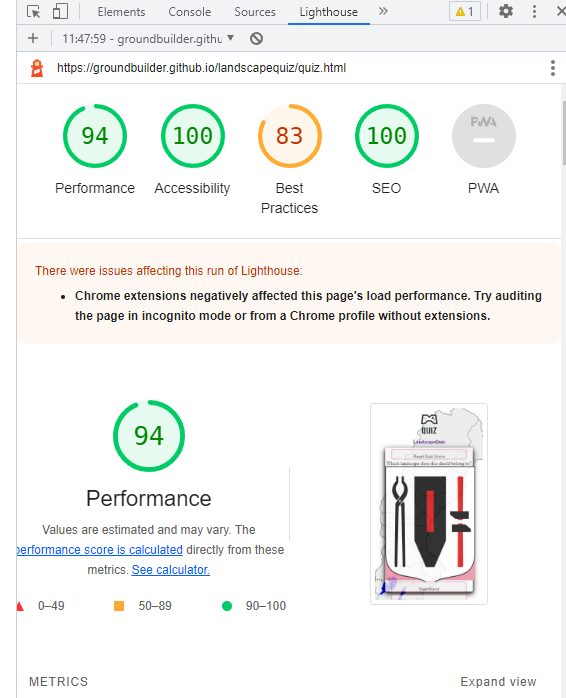 Elements Console Sources Lighthouse » 1
+ 11:47:59 - groundbuilder.githu ▼
https://groundbuilder.github.io/landscapequiz/quiz.html
94 100 83 100 PWA
Performance Accessibility Best Practices SEO PWA
There were issues affecting this run of Lighthouse:
• Chrome extensions negatively affected this page's load performance. Try auditing
the page in incognito mode or from a Chrome profile without extensions.
94
Performance
Values are estimated and may vary. The
performance score is calculated directly from these
metrics. See calculator.
0–49 50–89 90–100
QUIZ
LandscapeQuiz
Reset Quiz Score
Which landscape does this shield belong to?
METRICS
Expand view